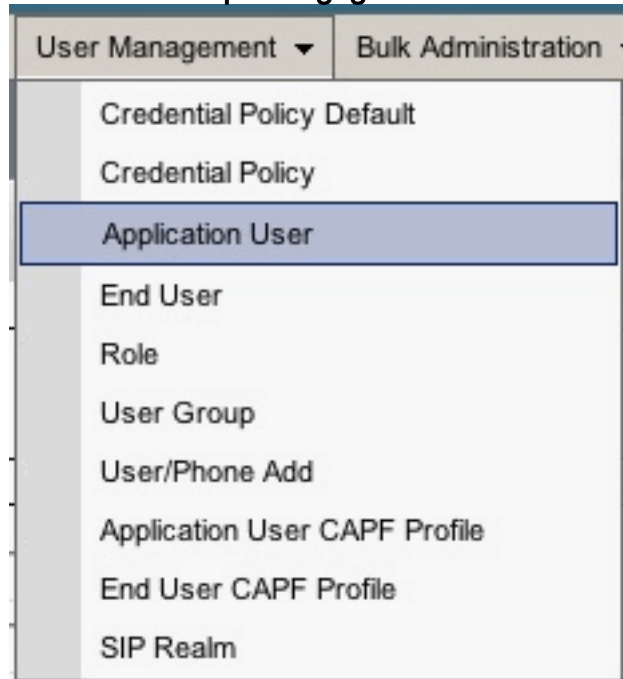 User Management Bulk Administration
Credential Policy Default
Credential Policy
Application User
End User
Role
User Group
User/Phone Add
Application User CAPF Profile
End User CAPF Profile
SIP Realm